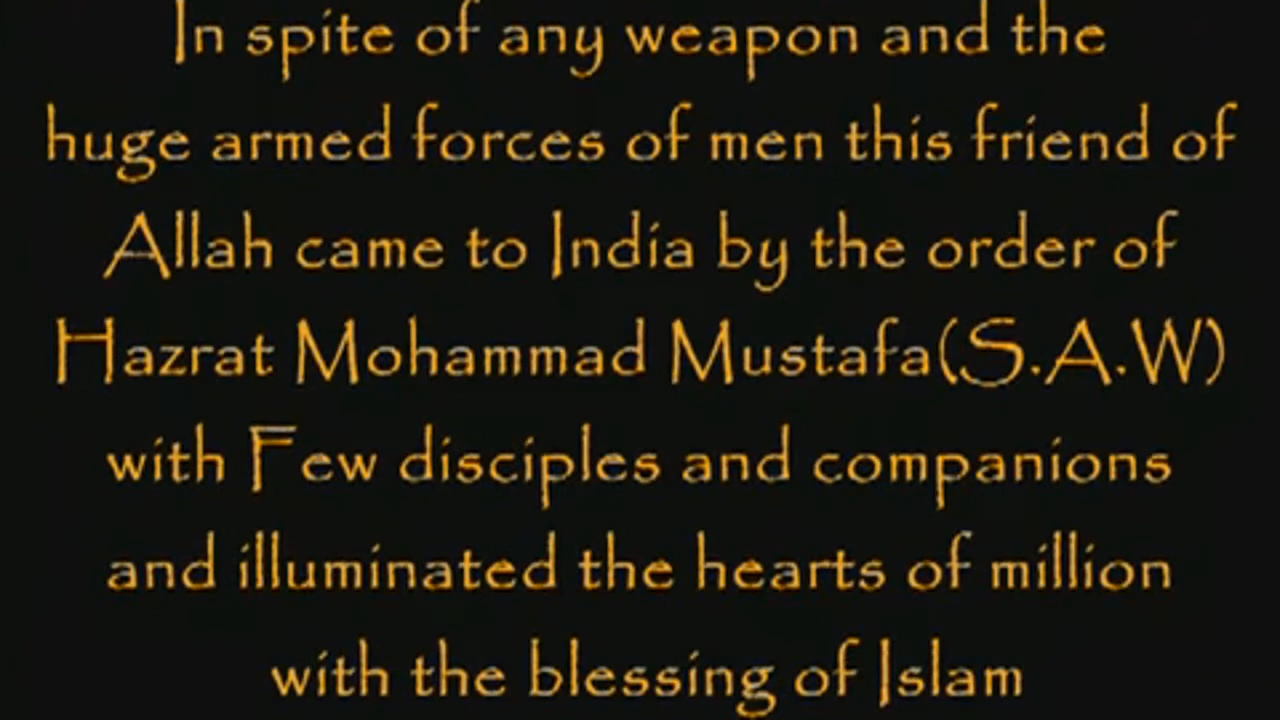 In spite of any weapon and the
huge armed forces of men this friend of
Allah came to India by the order of
Hazrat Mohammad Mustafa(S.A.W)
with Few disciples and companions
and illuminated the hearts of million
with the blessing of Islam